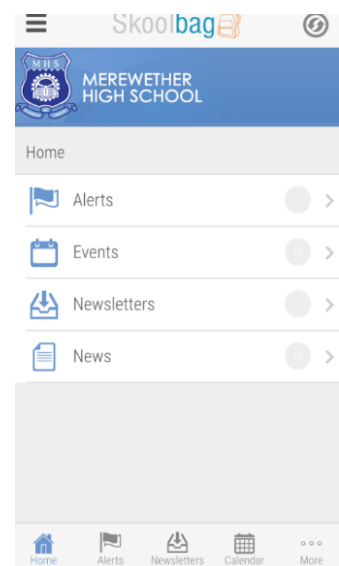 Skoolbag
MHS
MEREWETHER
HIGH SCHOOL
Home
Alerts 0
Events 0
Newsletters 0
News 0
Home Alerts Newsletters Calendar More